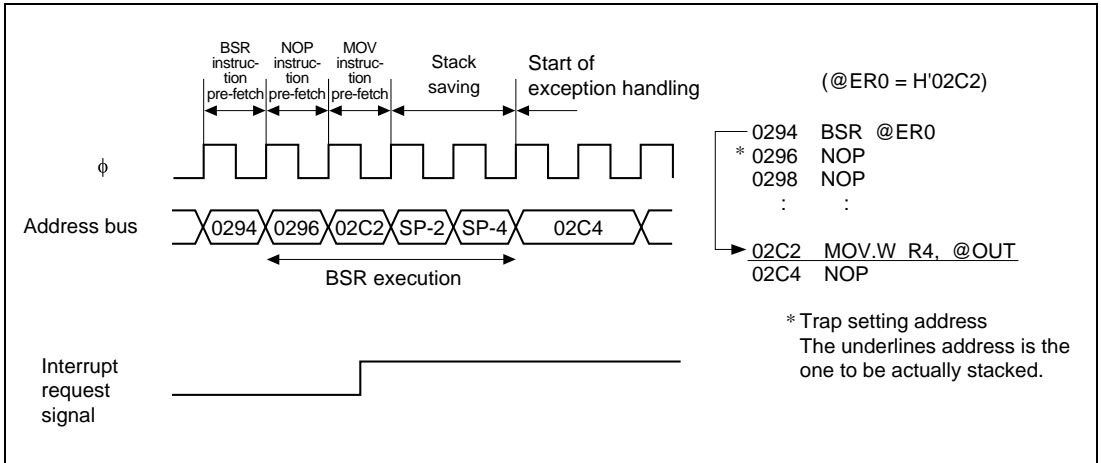 BSR
instruc-
tion
pre-fetch
NOP
instruc-
tion
pre-fetch
MOV
instruc-
tion
pre-fetch
Stack
saving
Start of
exception handling
(@ER0 = H'02C2)
φ
Address bus
0294 0296 02C2 SP-2 SP-4 02C4
BSR execution
Interrupt
request
signal
0294 BSR @ER0
* 0296 NOP
0298 NOP
: :
02C2 MOV.W R4, @OUT
02C4 NOP
* Trap setting address
The underlines address is the
one to be actually stacked.